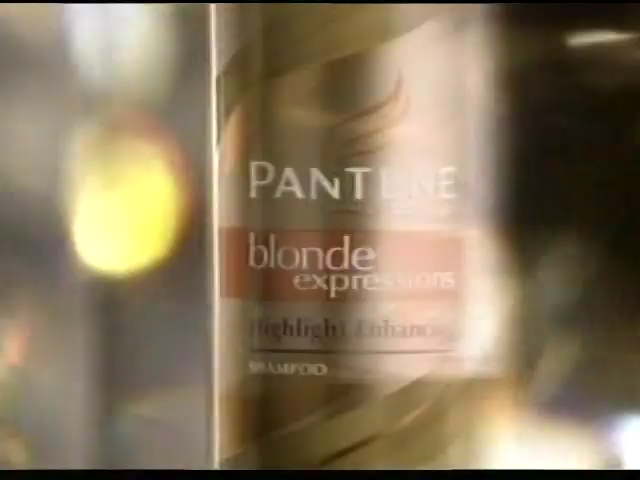 PANTENE
blonde
expressions
Highlight Enhancing
SHAMPOO